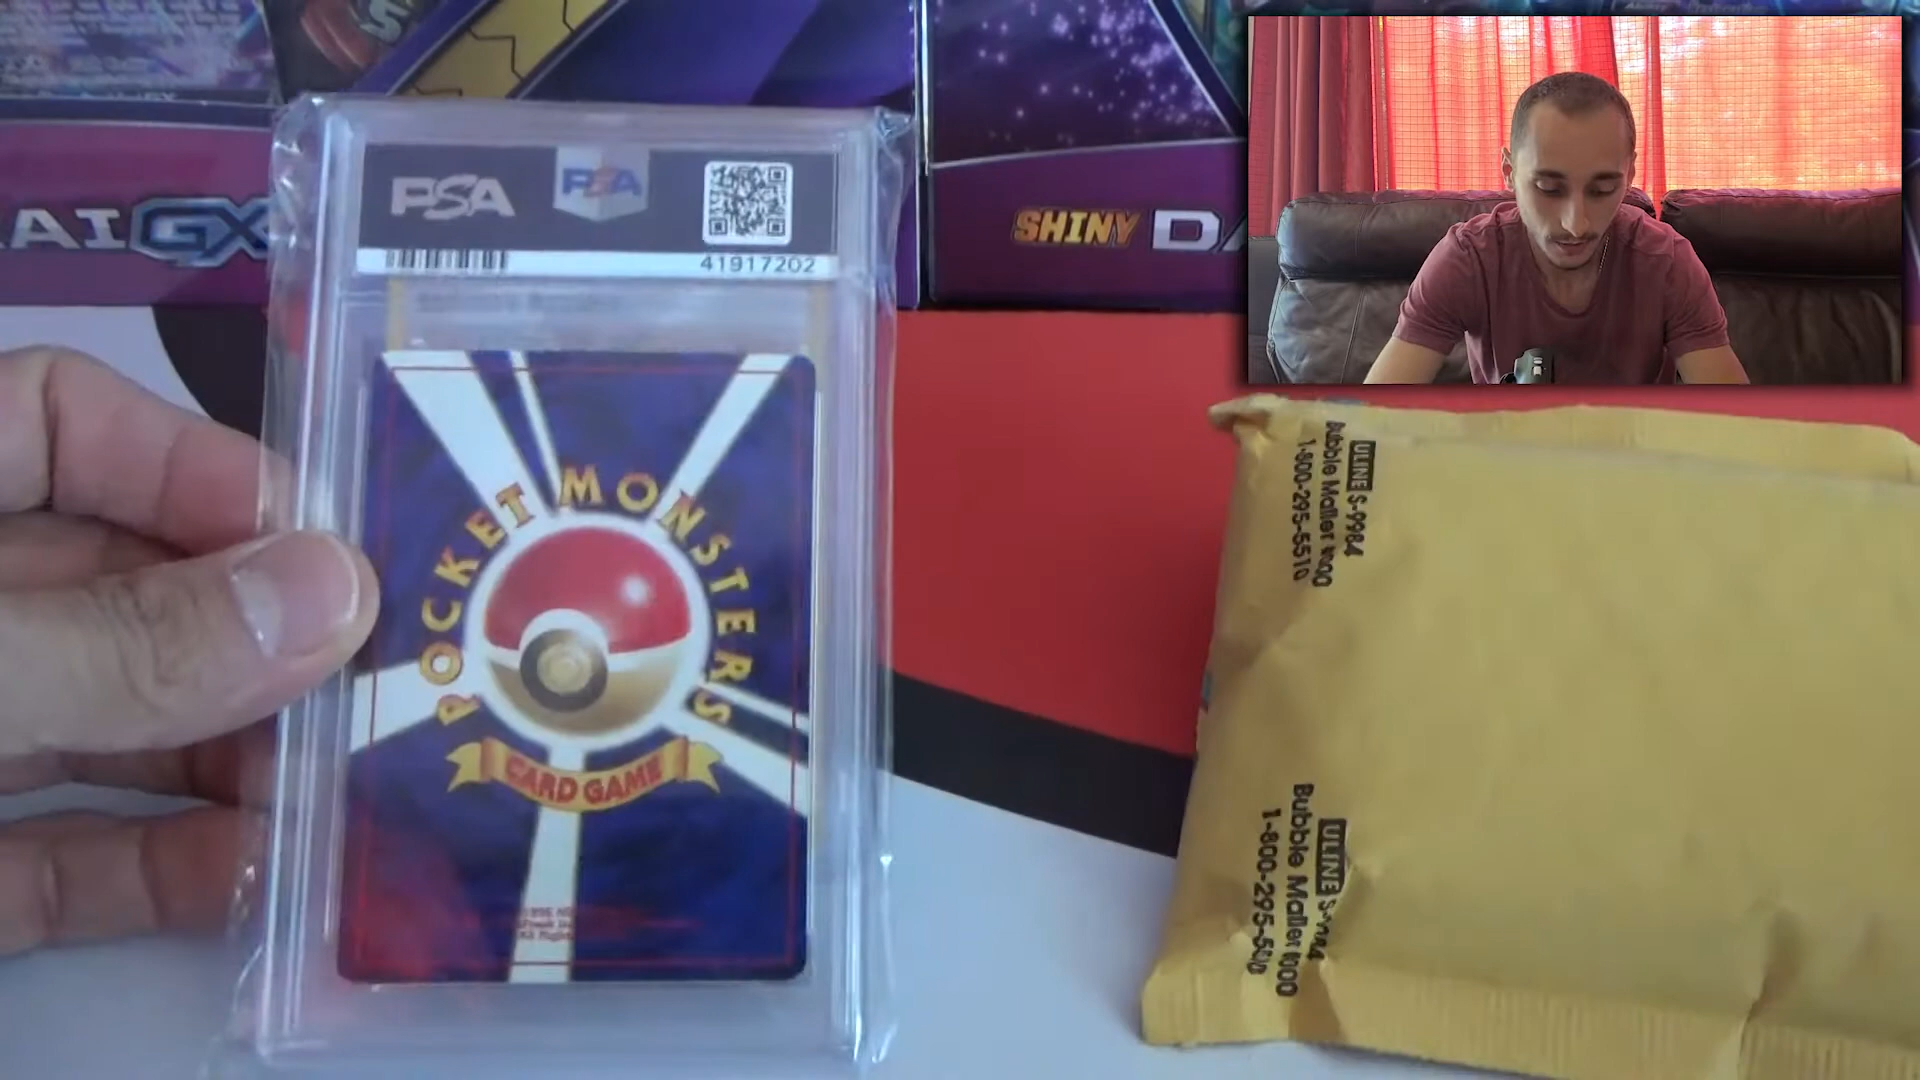 AI GX
SHINY DA
PSA
PSA
41917202
POCKET MONSTERS
CARD GAME
ULINE S-9984
Bubble Mailer #000
1-800-295-5510
ULINE
Bubble Mailer #000
1-800-295-5510